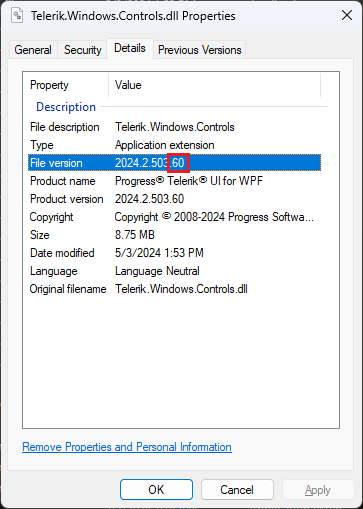 Telerik.Windows.Controls.dll Properties
General Security Details Previous Versions
Property Value
Description
File description Telerik.Windows.Controls
Type Application extension
File version 2024.2.503.60
Product name Progress® Telerik® UI for WPF
Product version 2024.2.503.60
Copyright Copyright © 2008-2024 Progress Softwa...
Size 8.75 MB
Date modified 5/3/2024 1:53 PM
Language Language Neutral
Original filename Telerik.Windows.Controls.dll
Remove Properties and Personal Information
OK Cancel Apply